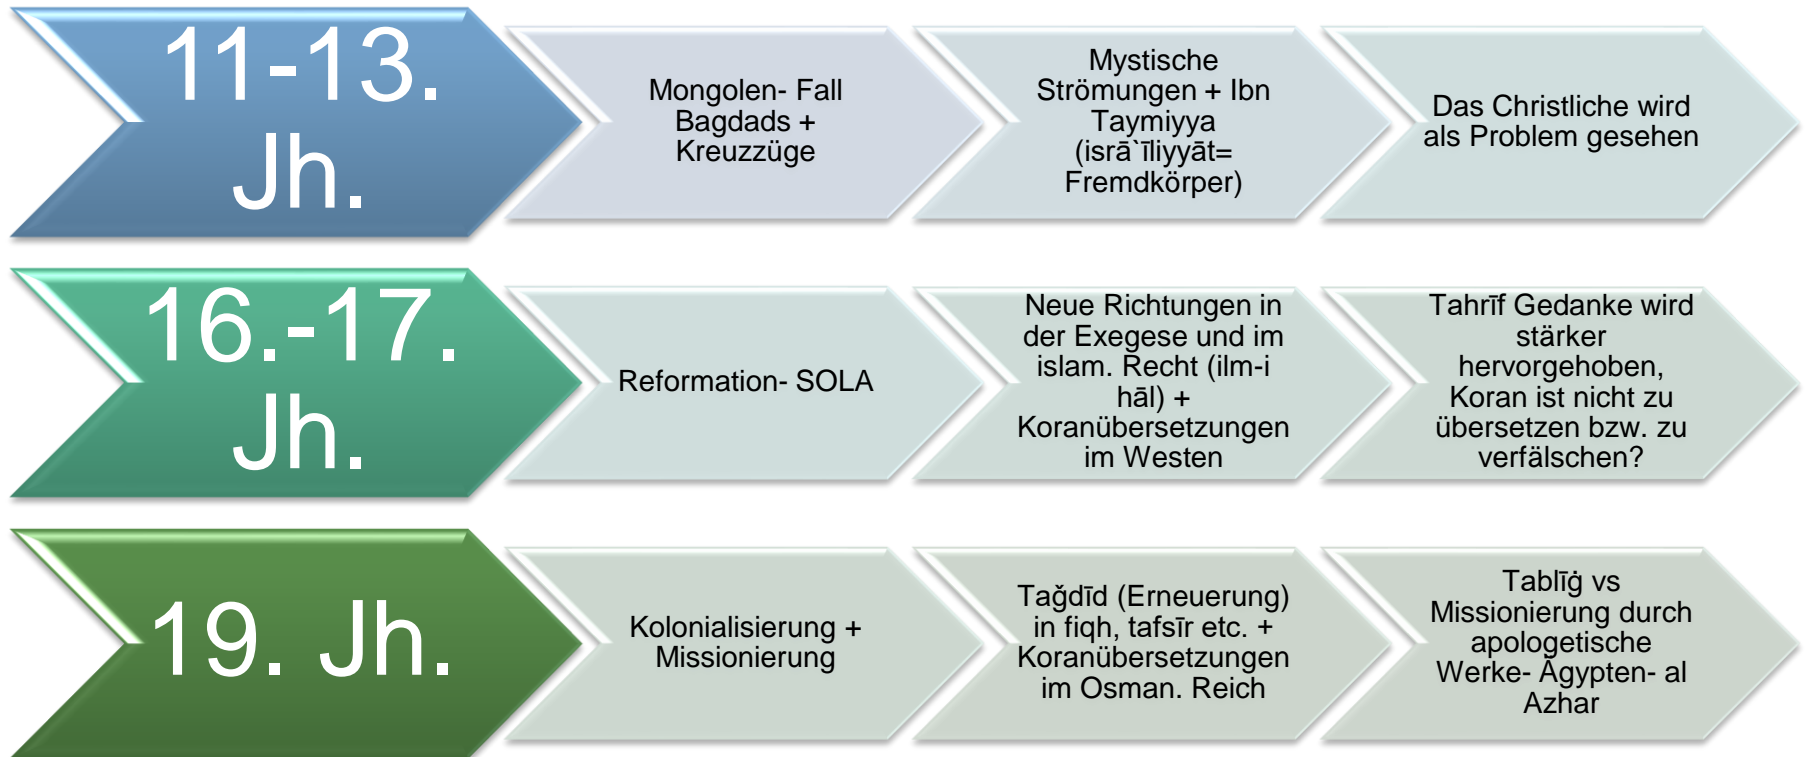 11-13.
Jh.
Mongolen- Fall
Bagdads +
Kreuzzüge
Mystische
Strömungen + Ibn
Taymiyya
(isrā`īliyyāt=
Fremdkörper)
Das Christliche wird
als Problem gesehen
16.-17.
Jh.
Reformation- SOLA
Neue Richtungen in
der Exegese und im
islam. Recht (ilm-i
hāl) +
Koranübersetzungen
im Westen
Tahrīf Gedanke wird
stärker
hervorgehoben,
Koran ist nicht zu
übersetzen bzw. zu
verfälschen?
19. Jh.
Kolonialisierung +
Missionierung
Taǧdīd (Erneuerung)
in fiqh, tafsīr etc. +
Koranübersetzungen
im Osman. Reich
Tablīġ vs
Missionierung durch
apologetische
Werke- Ägypten- al
Azhar